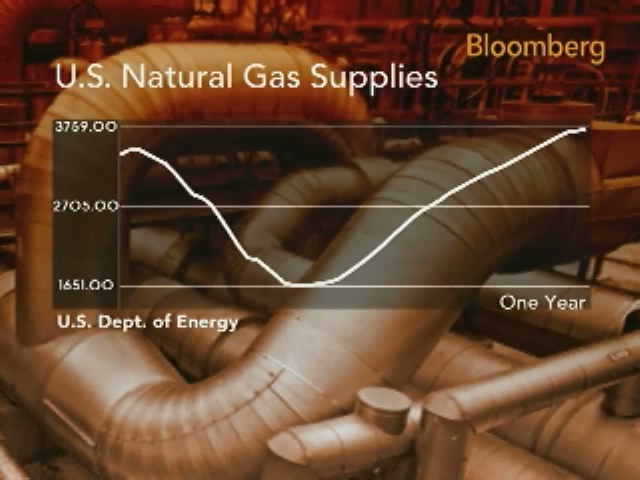 Bloomberg
U.S. Natural Gas Supplies
3759.00
2705.00
1651.00
One Year
U.S. Dept. of Energy